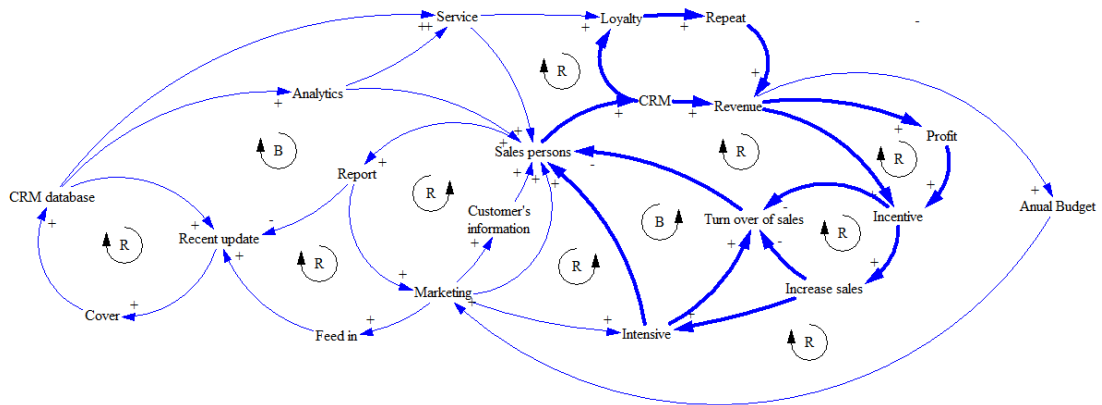 Service
Loyalty
Repeat
-
++
+
+
Analytics
+
R
CRM
Revenue
+
+
+
+
B
Sales persons
+
+
-
R
Profit
+
R
Report
+
CRM database
+
R
Customer's
information
+
+
+
B
Turn over of sales
-
-
Incentive
+
+
Anual Budget
+
Recent update
-
+
+
R
R
R
R
+
+
-
Increase sales
+
Marketing
+
+
Cover
+
Feed in
+
Intensive
+
+
+
R